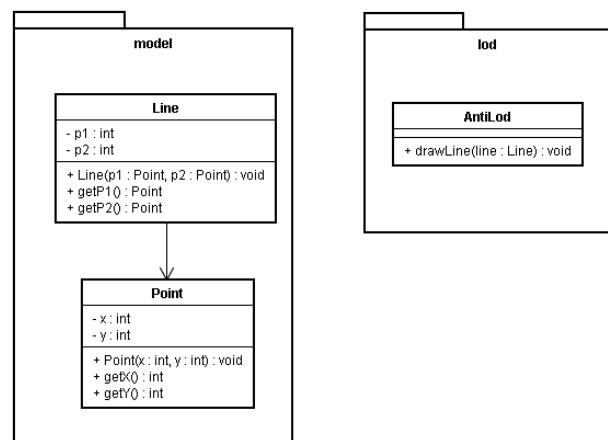 model
Line
- p1 : int
- p2 : int
+ Line(p1 : Point, p2 : Point) : void
+ getP1() : Point
+ getP2() : Point
Point
- x : int
- y : int
+ Point(x : int, y : int) : void
+ getX() : int
+ getY() : int
lod
AntiLod
+ drawLine(line : Line) : void